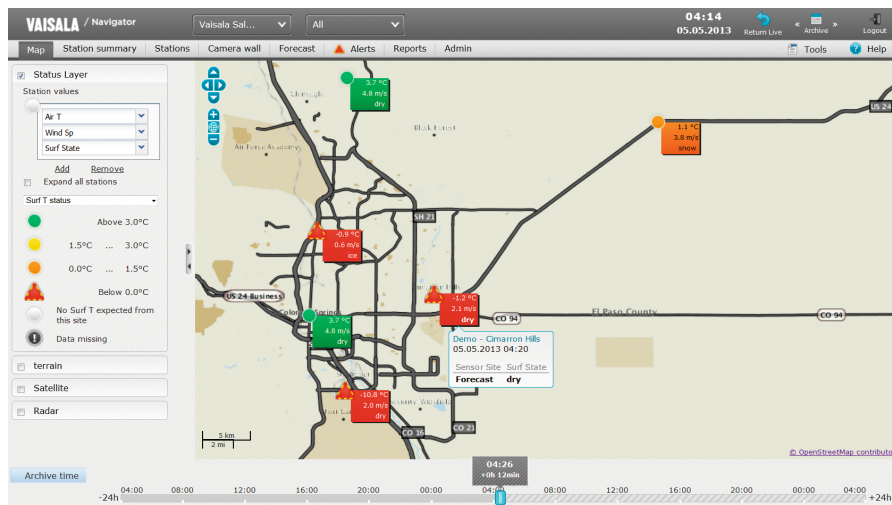 VAISALA / Navigator
Vaisala Sal...
All
04:14
05.05.2013
Return Live
« Archive »
Logout
Map
Station summary
Stations
Camera wall
Forecast
Alerts
Reports
Admin
Tools
Help
Status Layer
Station values
Air T
Wind Sp
Surf State
Add
Remove
Expand all stations
Surf T status
Above 3.0°C
1.5°C ... 3.0°C
0.0°C ... 1.5°C
Below 0.0°C
No Surf T expected from
this site
Data missing
terrain
Satellite
Radar
3.7 °C
4.8 m/s
dry
US 24
1.1 °C
3.8 m/s
snow
Black Forest
Air Force Academy
SH 21
-0.9 °C
0.6 m/s
ice
US 24 Business
-1.2 °C
2.1 m/s
dry
CO 94
El Paso County
CO 94
3.7 °C
4.8 m/s
dry
Demo - Cimarron Hills
05.05.2013 04:20
Sensor Site Surf State
Forecast dry
-10.8 °C
2.0 m/s
dry
CO 16
CO 21
5 km
2 mi
© OpenStreetMap contributo
Archive time
04:26
+0h 12min
-24h
04:00
08:00
12:00
16:00
20:00
00:00
04:00
08:00
12:00
16:00
20:00
00:00
04:00
+24h